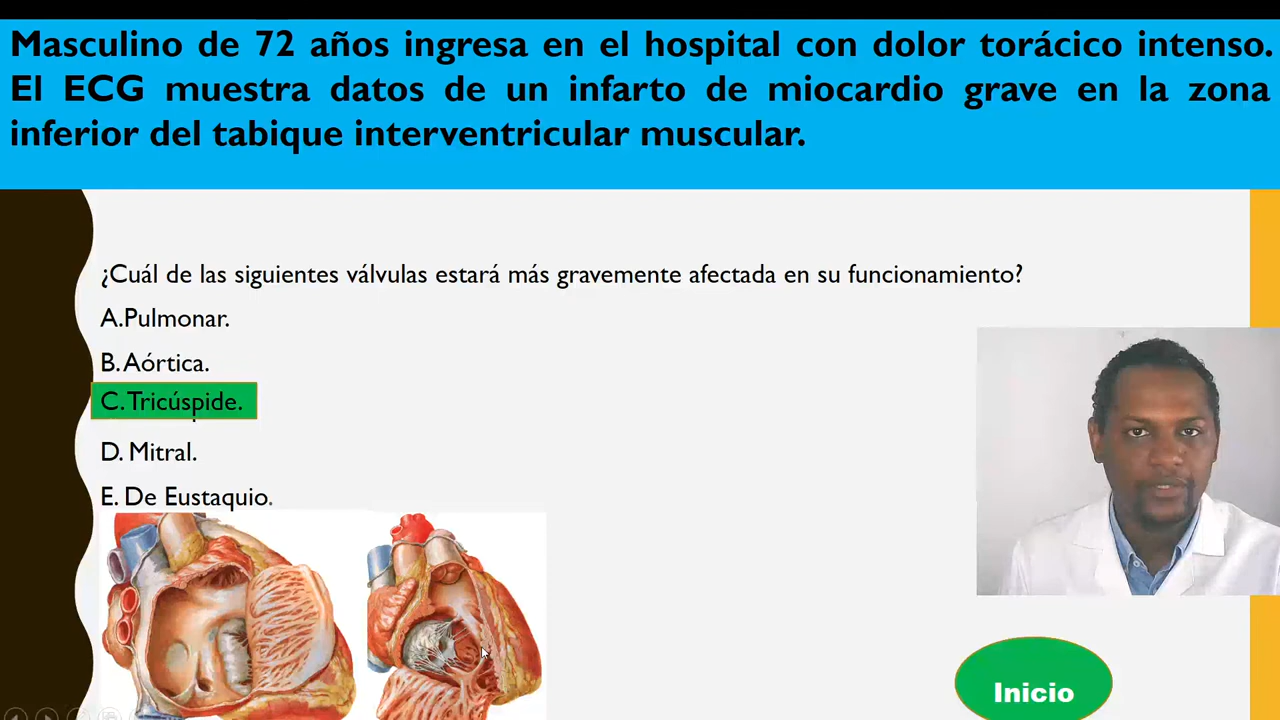 Masculino de 72 años ingresa en el hospital con dolor torácico intenso.
El ECG muestra datos de un infarto de miocardio grave en la zona
inferior del tabique interventricular muscular.
¿Cuál de las siguientes válvulas estará más gravemente afectada en su funcionamiento?
A.Pulmonar.
B.Aórtica.
C.Tricúspide.
D. Mitral.
E. De Eustaquio.
Inicio